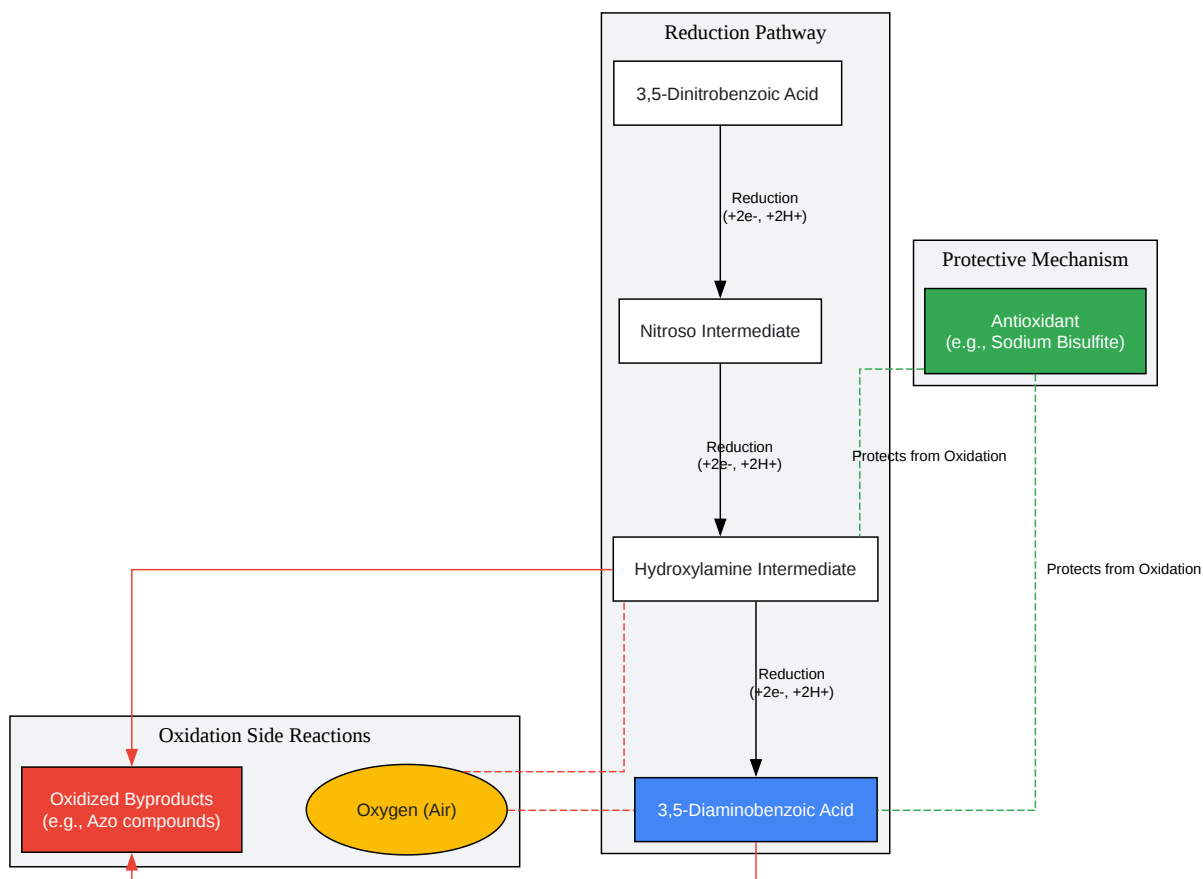 Reduction Pathway
3,5-Dinitrobenzoic Acid
Reduction
(+2e-, +2H+)
Protective Mechanism
Antioxidant
(e.g., Sodium Bisulfite)
Nitroso Intermediate
Reduction
(+2e-, +2H+)
Protects from Oxidation
Hydroxylamine Intermediate
Protects from Oxidation
Reduction
(+2e-, +2H+)
Oxidation Side Reactions
Oxidized Byproducts
(e.g., Azo compounds)
Oxygen (Air)
3,5-Diaminobenzoic Acid